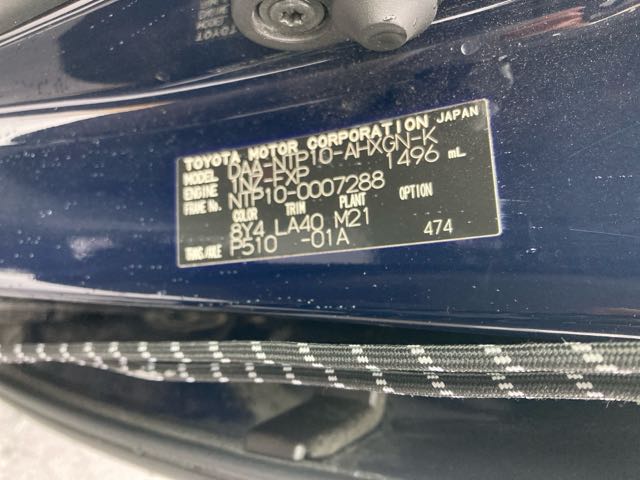 TOYOTA MOTOR CORPORATION JAPAN
MODEL DAA-NTP10-AHXGN-K
ENGINE 1NZ-FXP 1496 mL
FRAME No. NTP10-0007288
COLOR TRIM PLANT OPTION
8Y4 LA40 M21
TRANS./AXLE P510 -01A 474